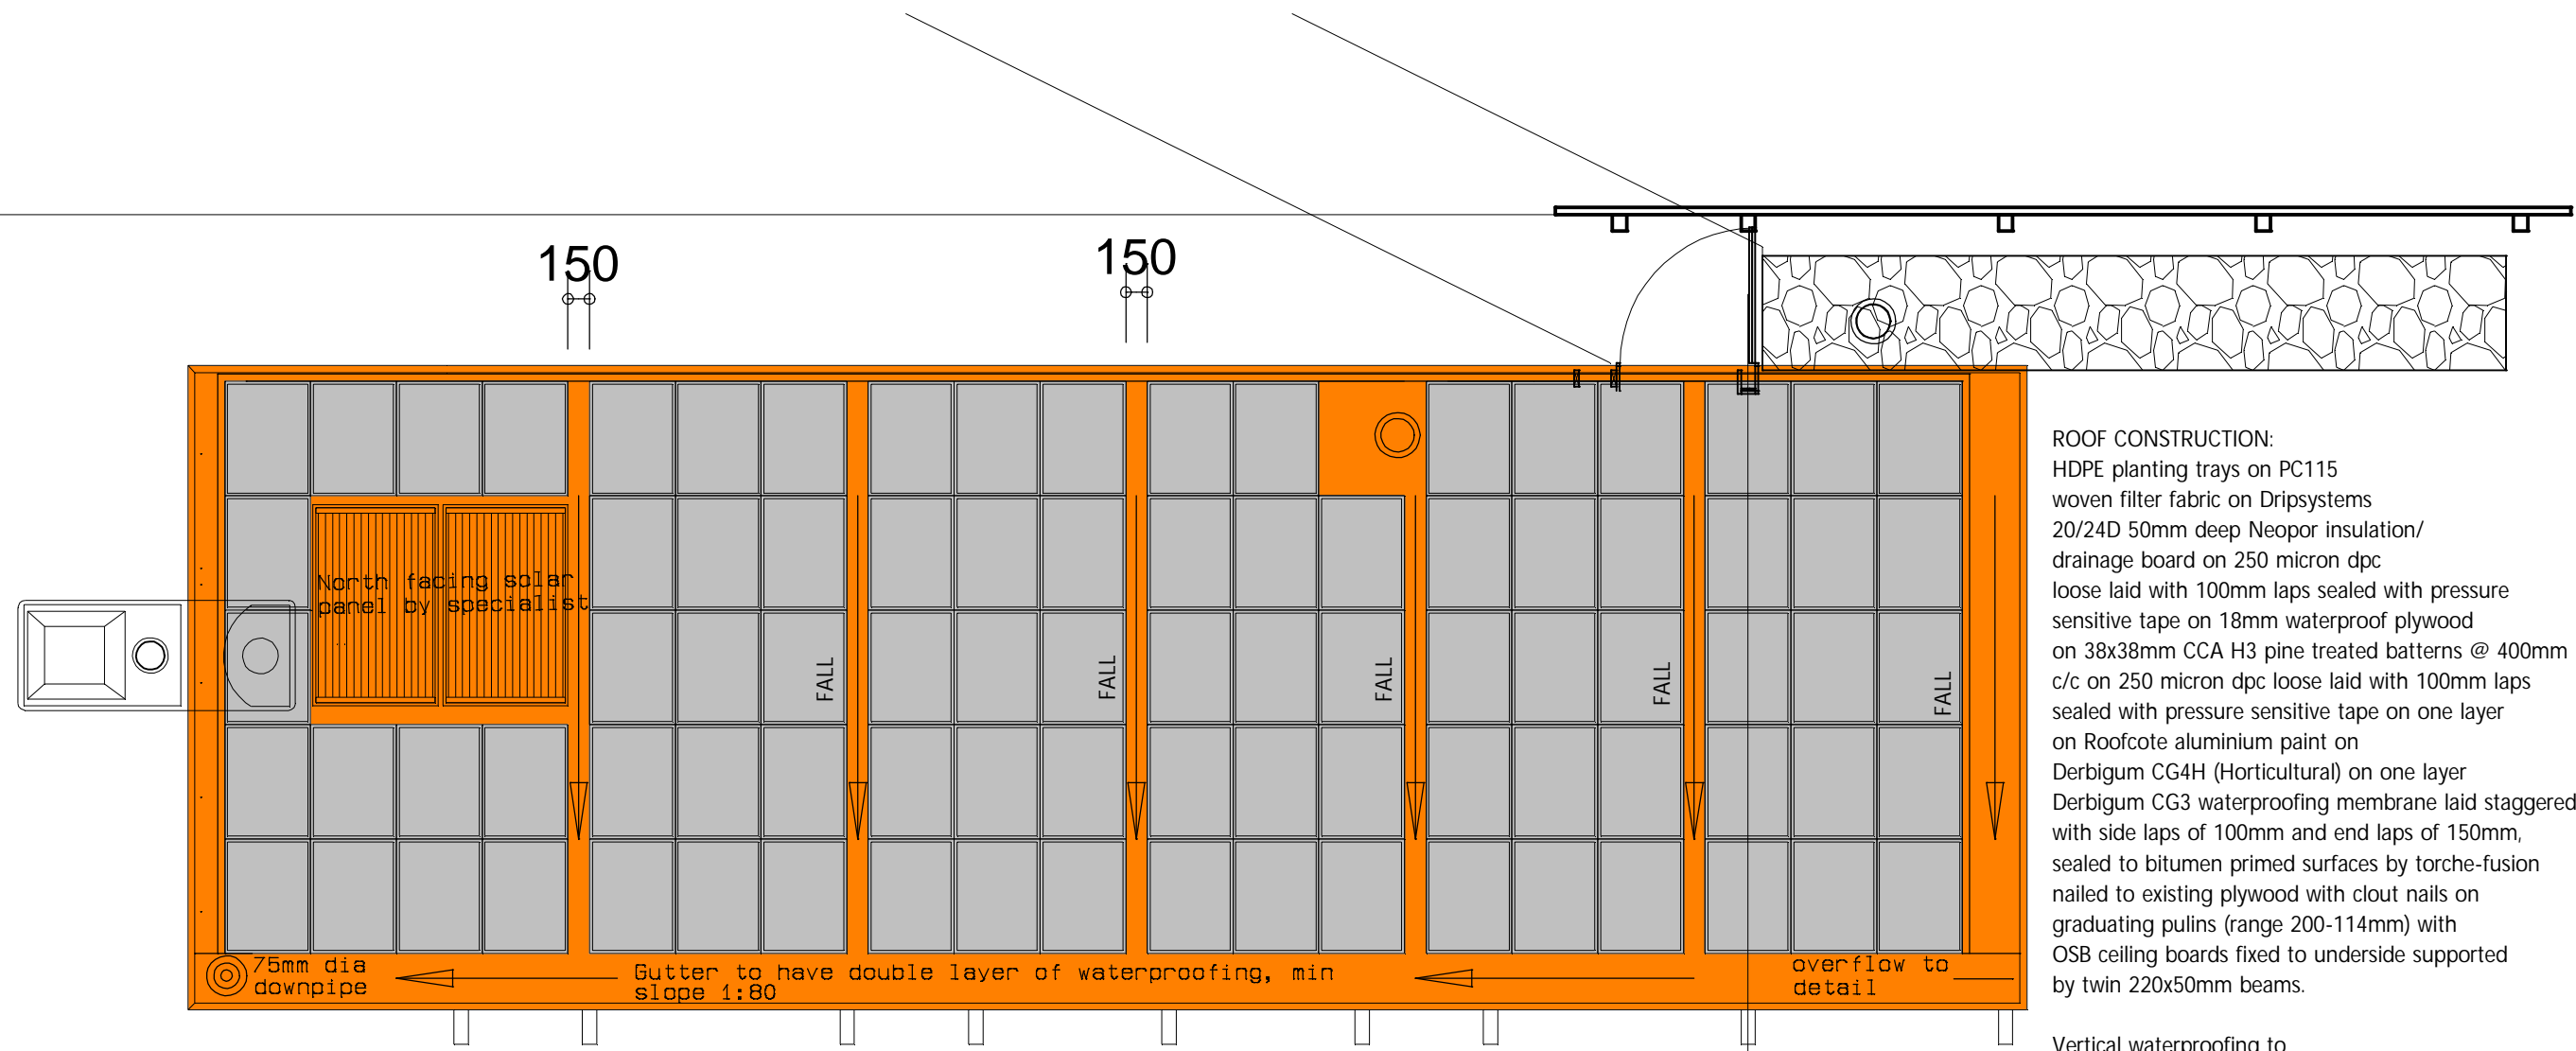 150
150
North facing solar
panel by specialist
FALL
FALL
FALL
FALL
FALL
75mm dia
downpipe
Gutter to have double layer of waterproofing, min
slope 1:80
overflow to
detail
ROOF CONSTRUCTION:
HDPE planting trays on PC115
woven filter fabric on Dripsystems
20/24D 50mm deep Neopor insulation/
drainage board on 250 micron dpc
loose laid with 100mm laps sealed with pressure
sensitive tape on 18mm waterproof plywood
on 38x38mm CCA H3 pine treated batterns @ 400mm
c/c on 250 micron dpc loose laid with 100mm laps
sealed with pressure sensitive tape on one layer
on Roofcote aluminium paint on
Derbigum CG4H (Horticultural) on one layer
Derbigum CG3 waterproofing membrane laid staggered
with side laps of 100mm and end laps of 150mm,
sealed to bitumen primed surfaces by torche-fusion
nailed to existing plywood with clout nails on
graduating pulins (range 200-114mm) with
OSB ceiling boards fixed to underside supported
by twin 220x50mm beams.
Vertical waterproofing to